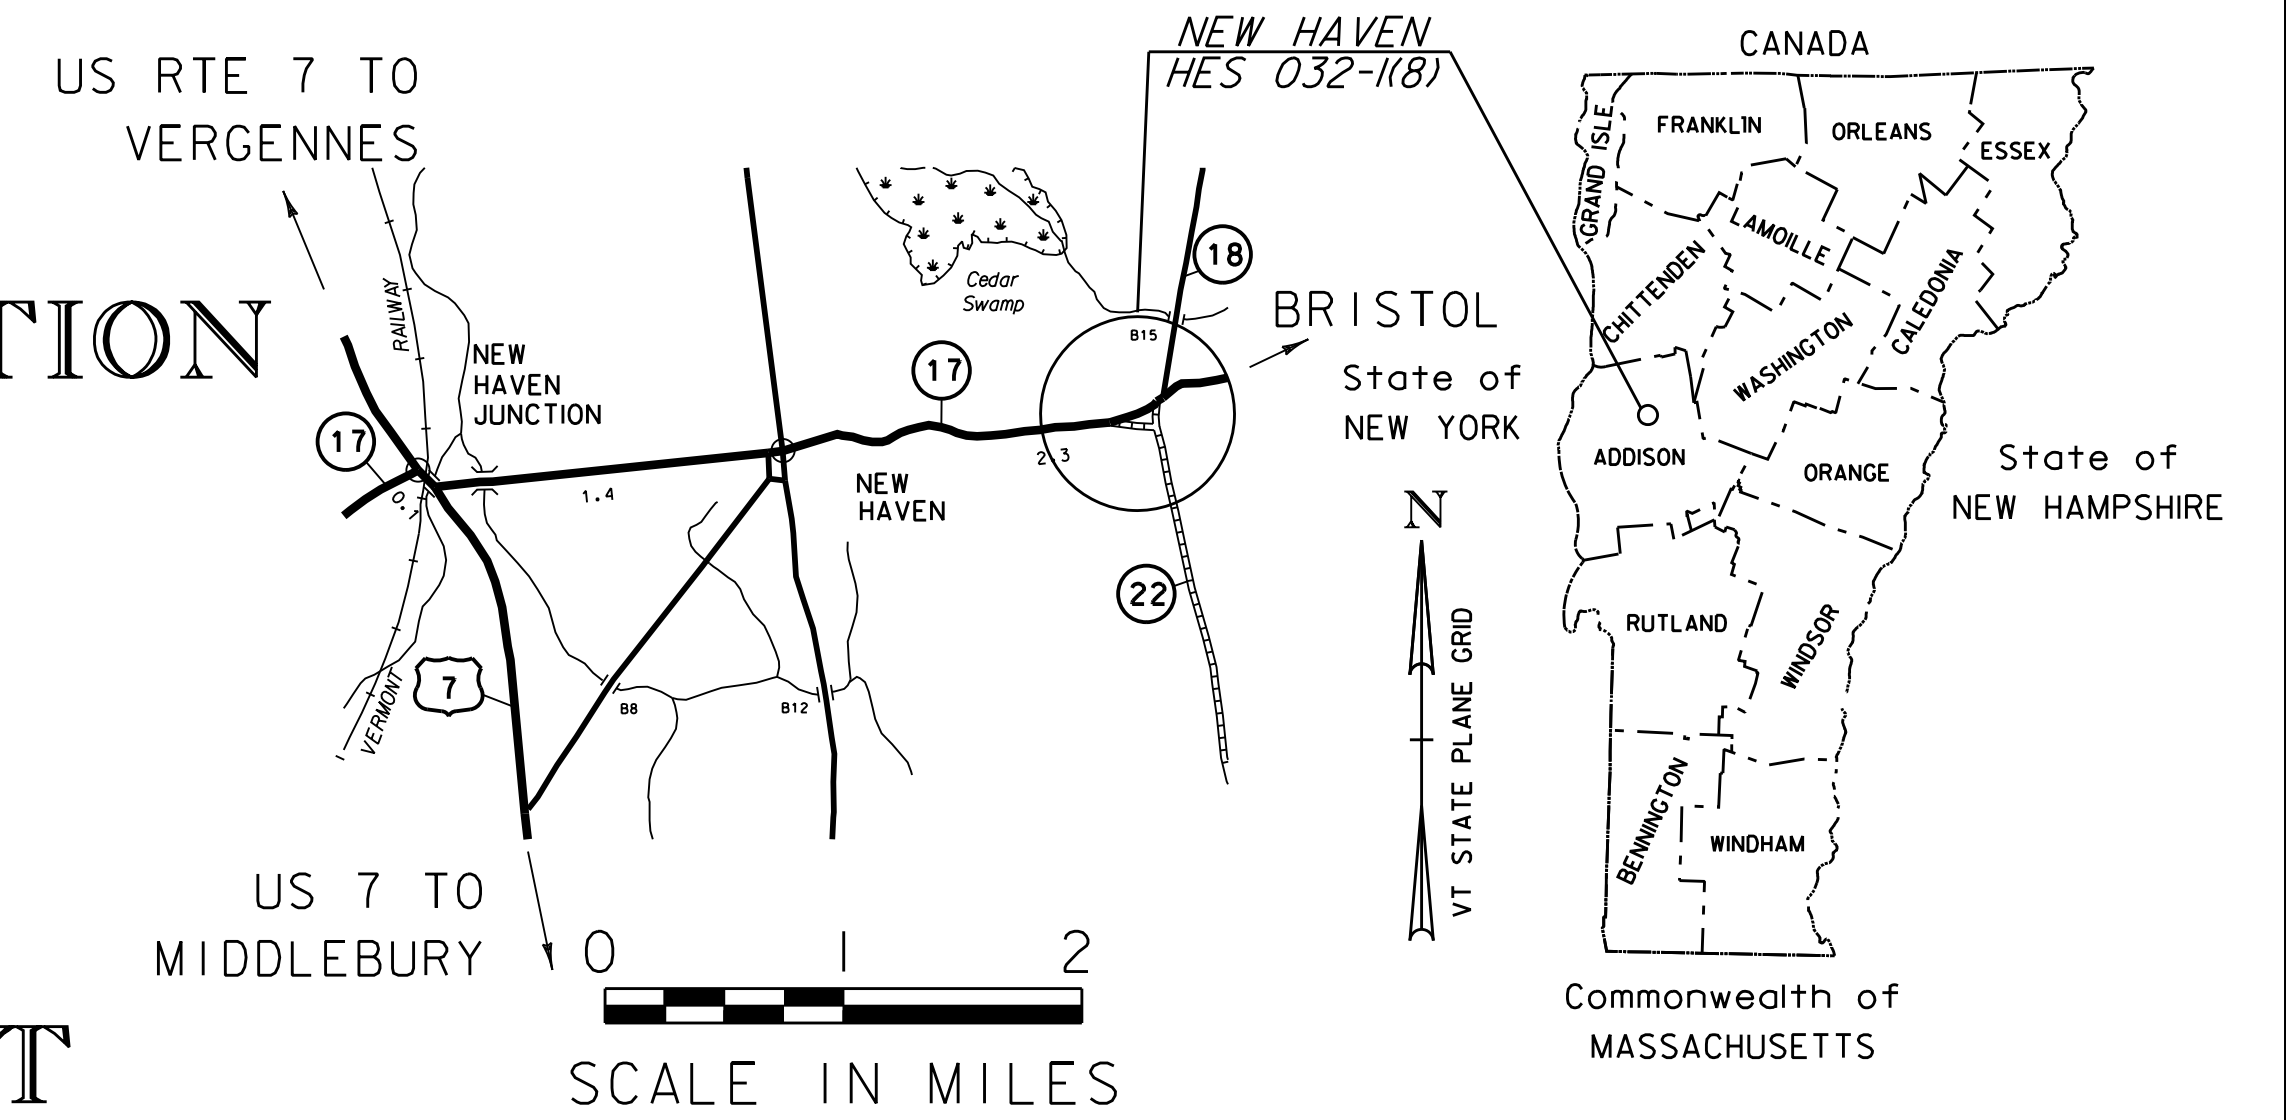 NEW HAVEN
HES 032-1(8)
US RTE 7 TO
VERGENNES
TION
RAILWAY
NEW
HAVEN
JUNCTION
17
0.1
1.4
Cedar
Swamp
17
18
B15
2.3
NEW
HAVEN
22
BRISTOL
7
VERMONT
B8
B12
US 7 TO
MIDDLEBURY
T
0 1 2
SCALE IN MILES
N
VT STATE PLANE GRID
CANADA
GRAND ISLE
FRANKLIN
ORLEANS
ESSEX
LAMOILLE
CHITTENDEN
CALEDONIA
WASHINGTON
State of
NEW YORK
ADDISON
ORANGE
State of
NEW HAMPSHIRE
RUTLAND
WINDSOR
BENNINGTON
WINDHAM
Commonwealth of
MASSACHUSETTS